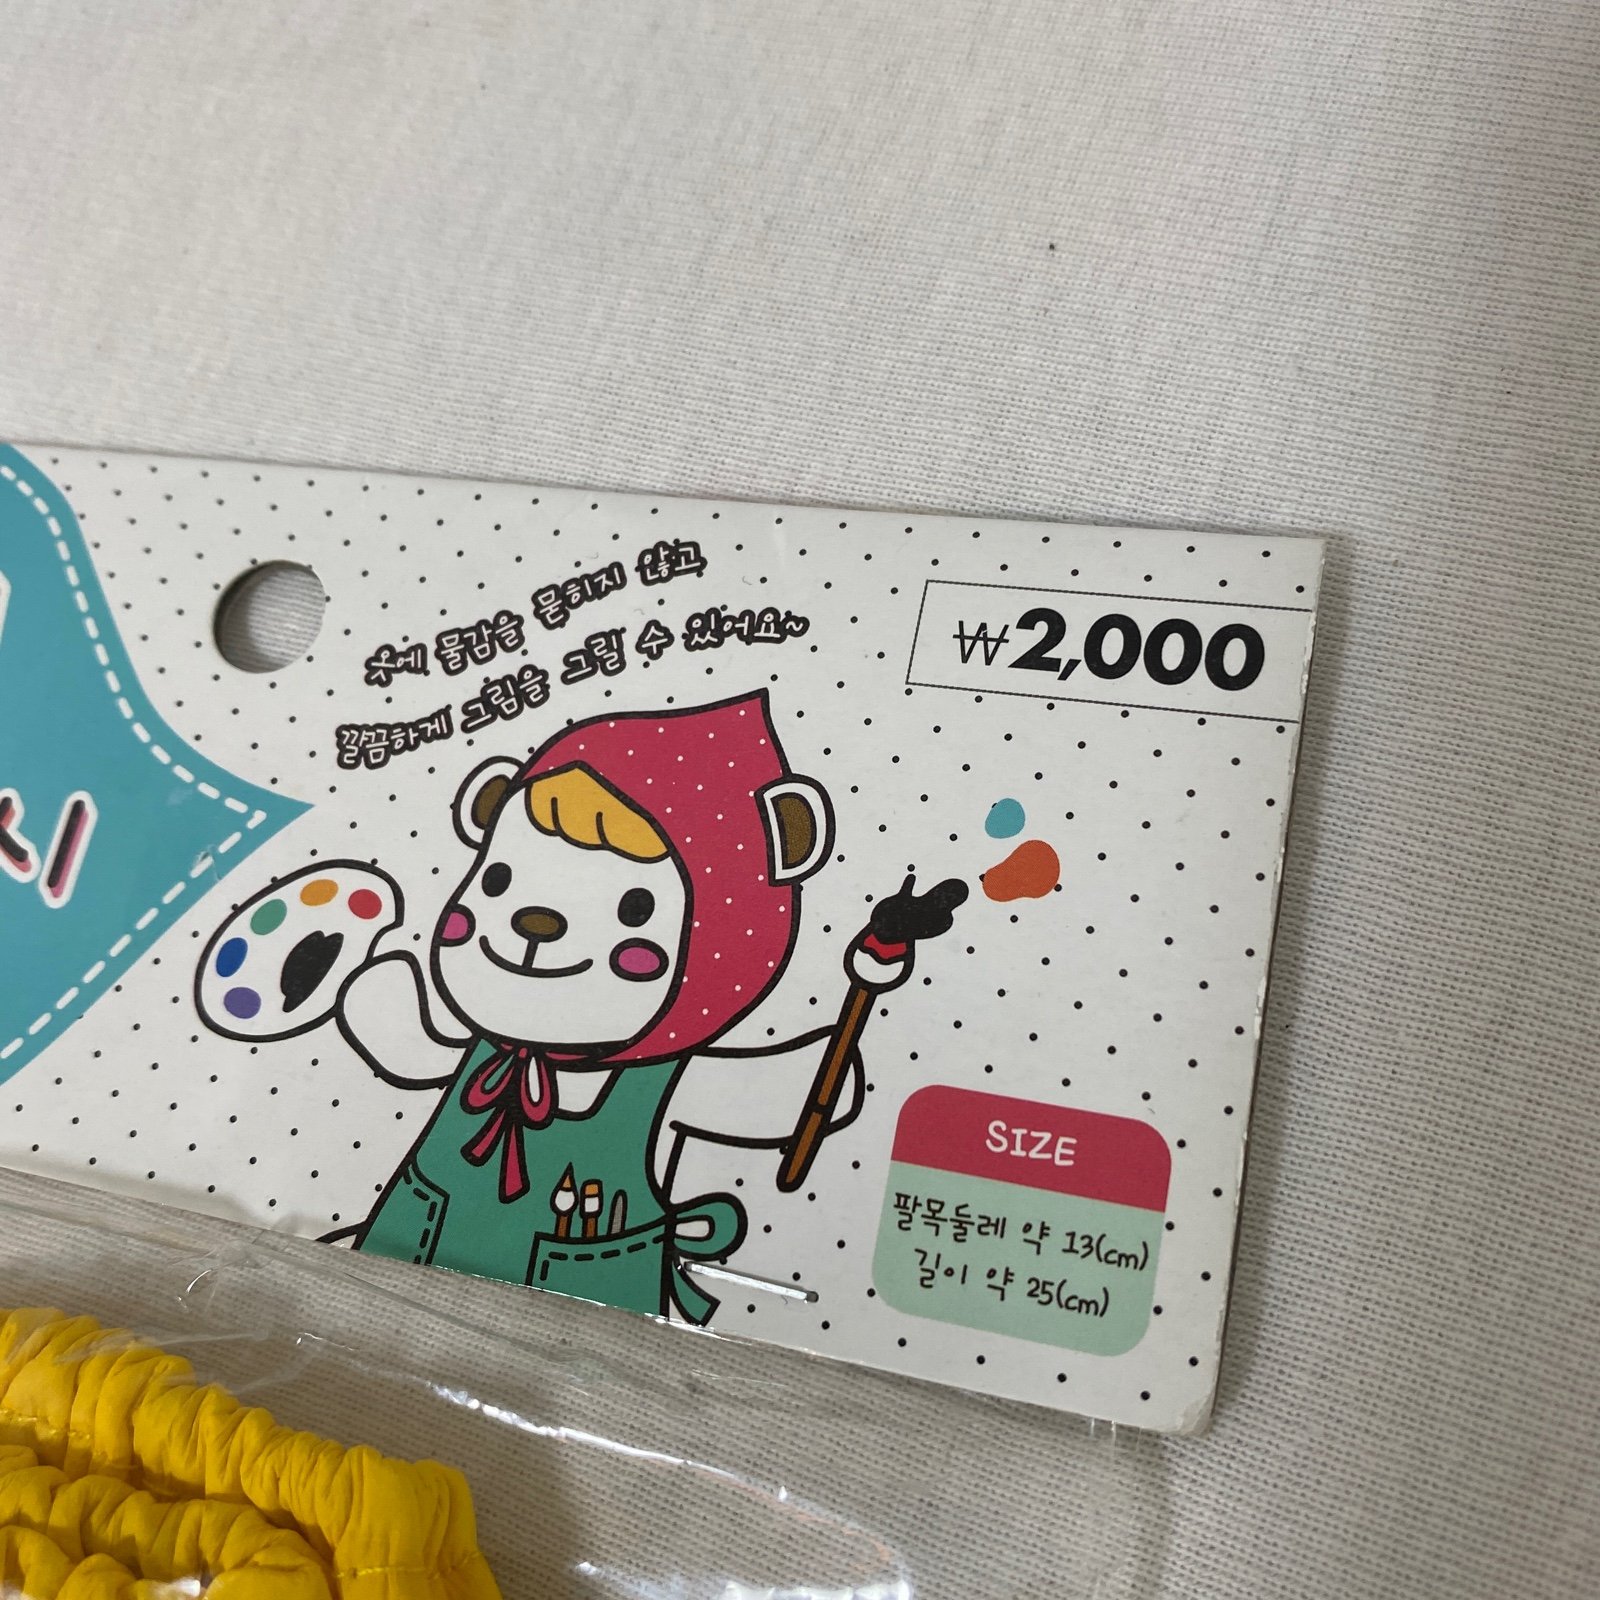 옷에 물감을 묻히지 않고
깔끔하게 그림을 그릴 수 있어요~
₩2,000
시
SIZE
팔목둘레 약 13(cm)
길이 약 25(cm)